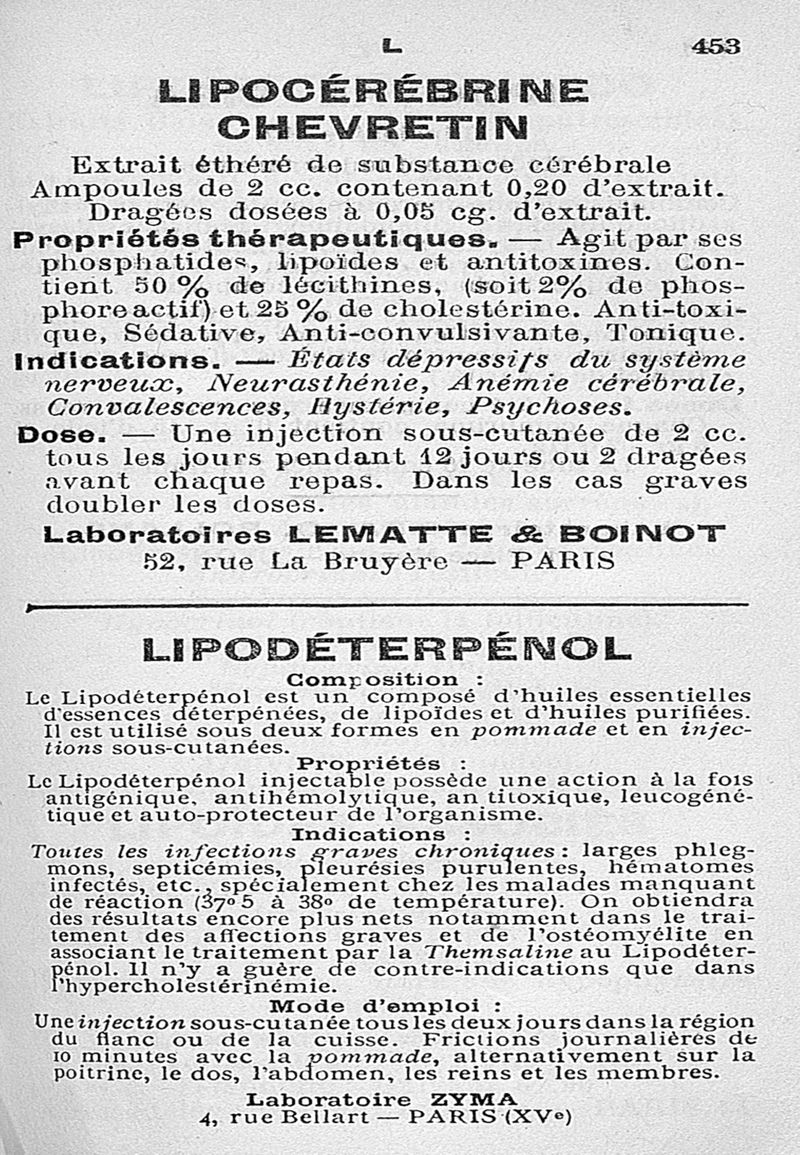 L 453
LIPOCÉRÉBRINE
CHEVRETIN
Extrait éthéré de substance cérébrale
Ampoules de 2 cc. contenant 0,20 d'extrait.
Dragées dosées à 0,05 cg. d'extrait.
Propriétés thérapeutiques. — Agit par ses
phosphatides, lipoïdes et antitoxines. Con-
tient 50 % de lécithines, (soit 2% de phos-
phore actif) et 25 % de cholestérine. Anti-toxi-
que, Sédative, Anti-convulsivante, Tonique.
Indications. — États dépressifs du système
nerveux, Neurasthénie, Anémie cérébrale,
Convalescences, Hystérie, Psychoses.
Dose. — Une injection sous-cutanée de 2 cc.
tous les jours pendant 12 jours ou 2 dragées
avant chaque repas. Dans les cas graves
doubler les doses.
Laboratoires LEMATTE & BOINOT
52, rue La Bruyère — PARIS
LIPODÉTERPÉNOL
Composition :
Le Lipodéterpénol est un composé d'huiles essentielles
d'essences déterpénées, de lipoïdes et d'huiles purifiées.
Il est utilisé sous deux formes en pommade et en injec-
tions sous-cutanées.
Propriétés :
Le Lipodéterpénol injectable possède une action à la fois
antigénique, antihémolytique, an titoxique, leucogéné-
tique et auto-protecteur de l'organisme.
Indications :
Toutes les infections graves chroniques : larges phleg-
mons, septicémies, pleurésies purulentes, hématomes
infectés, etc., spécialement chez les malades manquant
de réaction (37°5 à 38° de température). On obtiendra
des résultats encore plus nets notamment dans le trai-
tement des affections graves et de l'ostéomyélite en
associant le traitement par la Themsaline au Lipodéter-
pénol. Il n'y a guère de contre-indications que dans
l'hypercholestérinémie.
Mode d'emploi :
Une injection sous-cutanée tous les deux jours dans la région
du flanc ou de la cuisse. Frictions journalières de
10 minutes avec la pommade, alternativement sur la
poitrine, le dos, l'abdomen, les reins et les membres.
Laboratoire ZYMA
4, rue Bellart — PARIS (XVe)